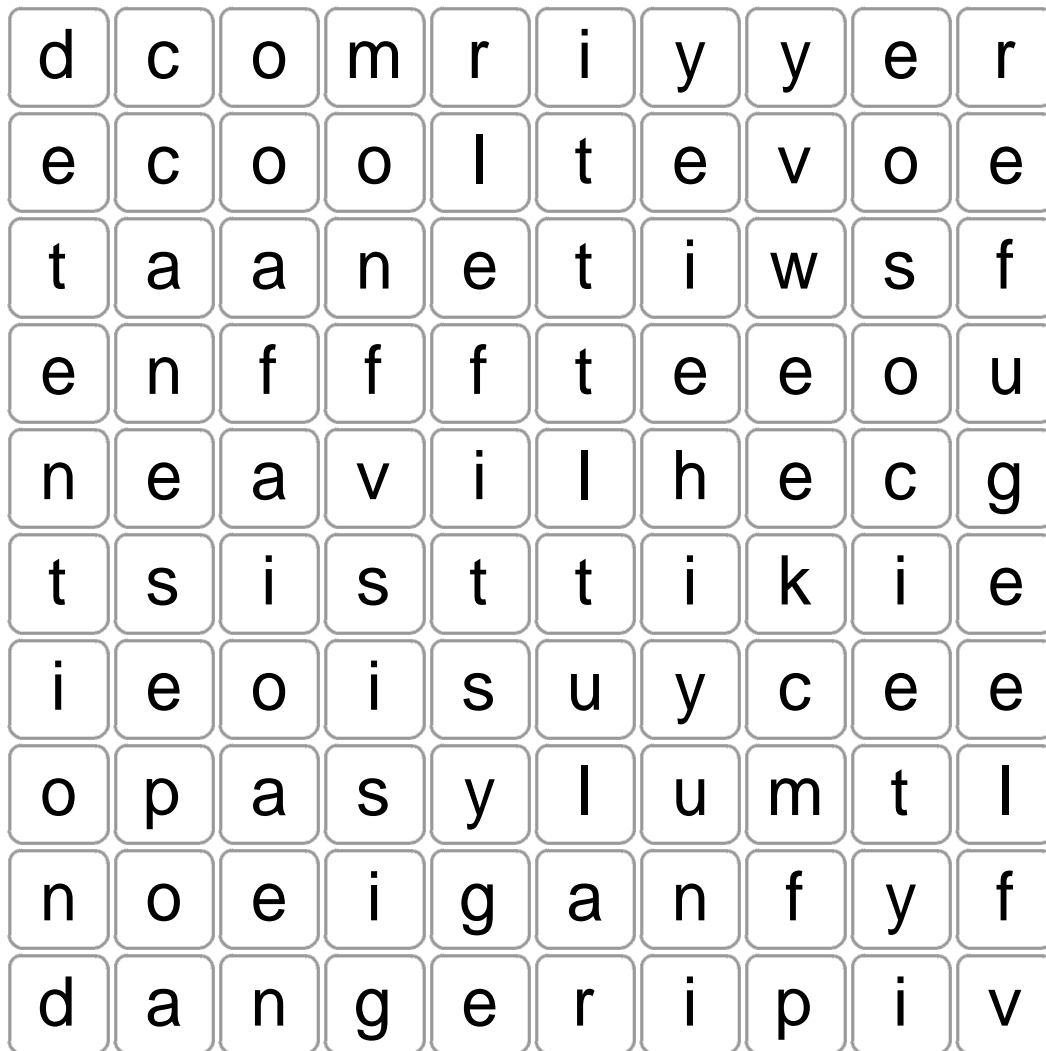 d c o m r i y y e r
e c o o l t e v o e
t a a n e t i w s f
e n f f f t e e o u
n e a v i l h e c g
t s i s t t i k i e
i e o i s u y c e e
o p a s y l u m t l
n o e i g a n f y f
d a n g e r i p i v